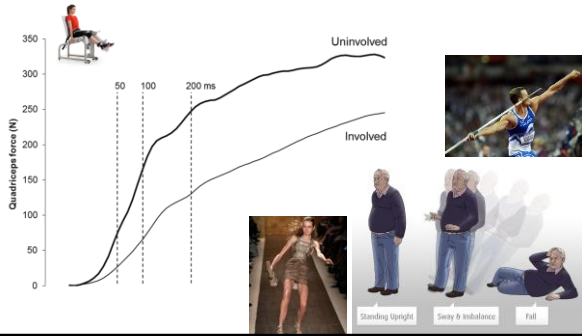 350
300
250
200
150
100
50
0
Quadriceps force (N)
50
100
200 ms
Uninvolved
Involved
Standing Upright
Sway & Imbalance
Fall